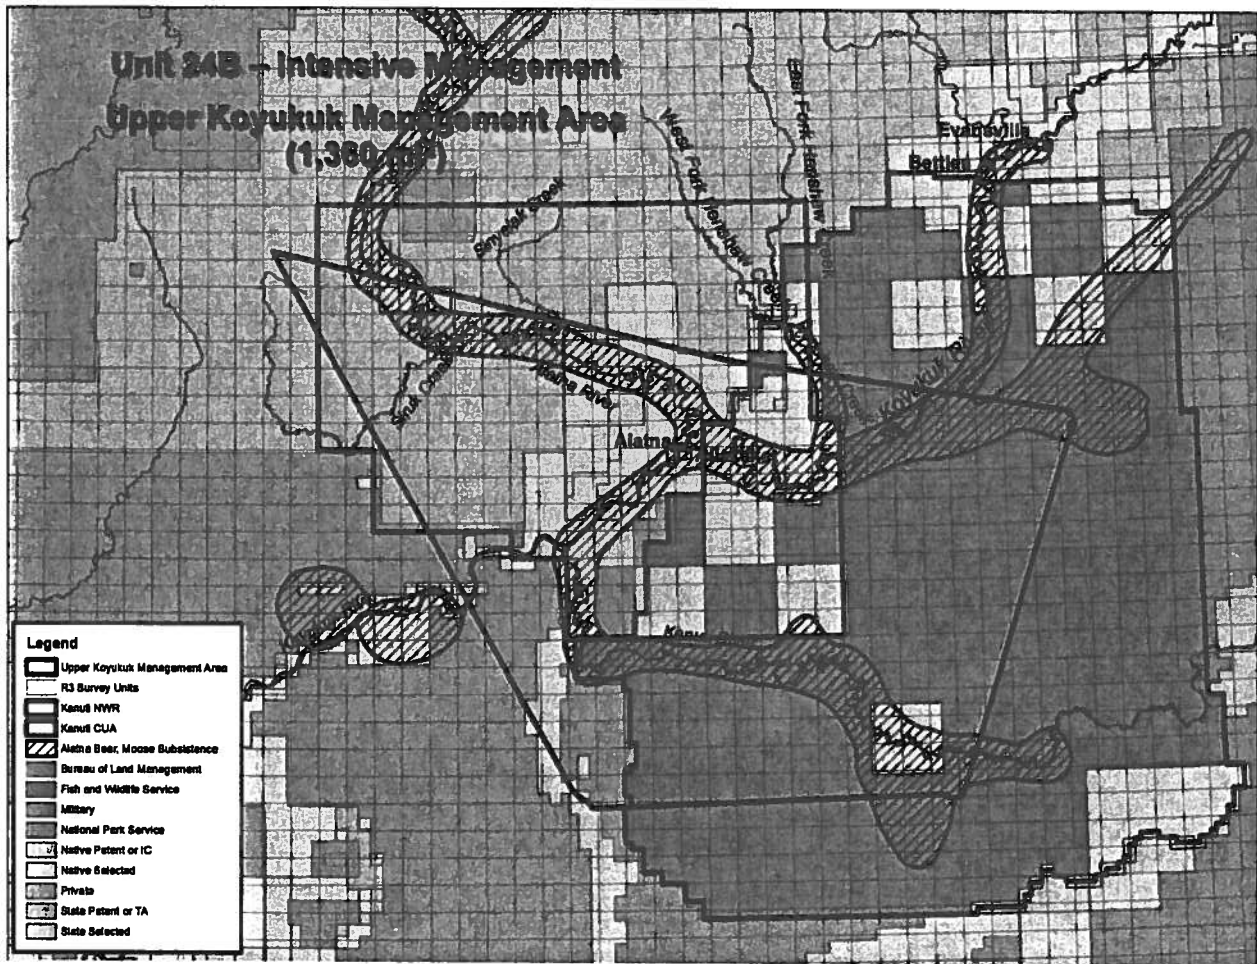 Unit 24B – Intensive Management
Upper Koyukuk Management Area
(1,360 mi²)
East Fork Henshaw Creek
West Fork Henshaw Creek
Evansville
Bettles
Siruk Creek
Alatna River
Koyukuk
Alatna
Legend
Upper Koyukuk Management Area
R3 Survey Units
Kanuti NWR
Kanuti CUA
Alatna Bear, Moose Subsistence
Bureau of Land Management
Fish and Wildlife Service
Military
National Park Service
Native Patent or IC
Native Selected
Private
State Patent or TA
State Selected